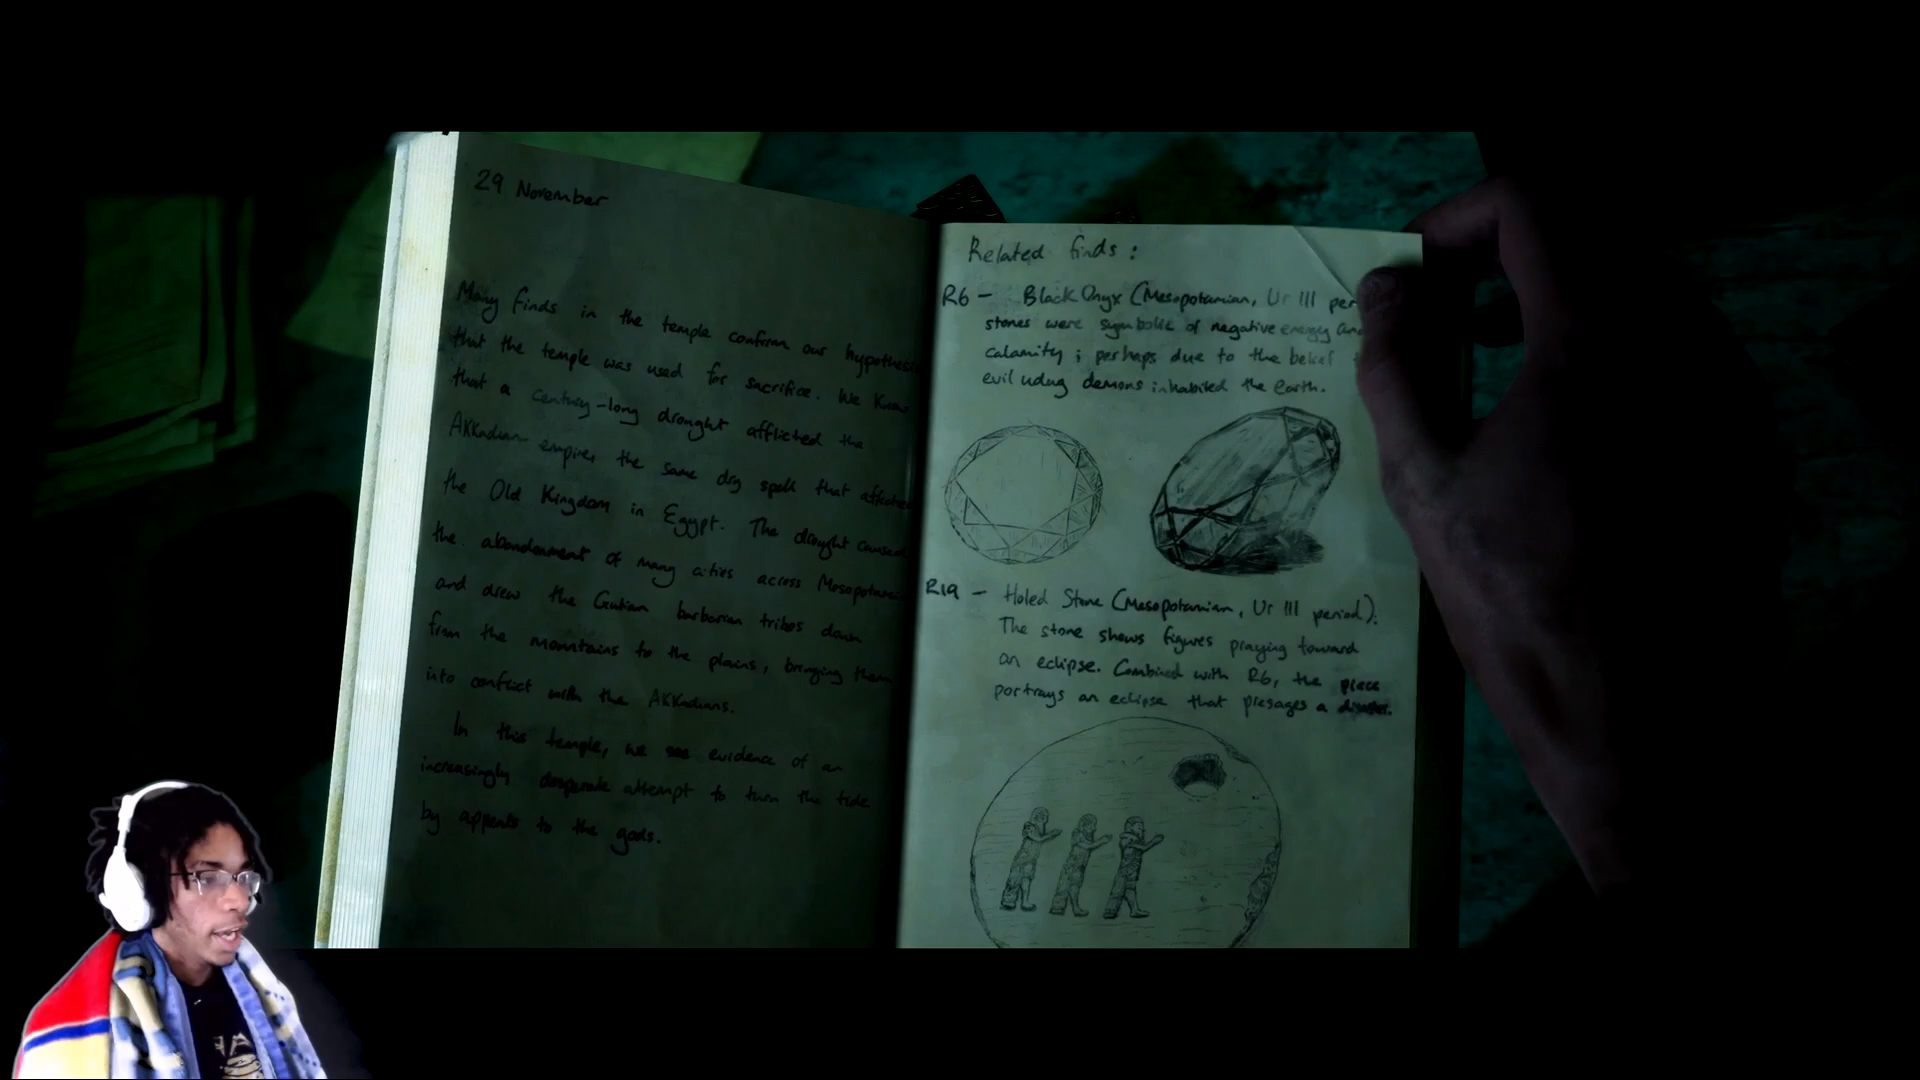 29 November
Many finds in the temple confirm our hypothesis
that the temple was used for sacrifice. We know
that a century-long drought afflicted the
Akkadian empire, the same dry spell that affected
the Old Kingdom in Egypt. The drought caused
the abandonment of many cities across Mesopotamia
and drew the Gutian barbarian tribes down
from the mountains to the plains, bringing them
into conflict with the Akkadians.
In this temple, we see evidence of an
increasingly desperate attempt to turn the tide
by appeals to the gods.
Related finds:
R6 - Black Onyx (Mesopotamian, Ur III per
stones were symbolic of negative energy and
calamity; perhaps due to the belief
evil udug demons inhabited the earth.
R19 - Holed Stone (Mesopotamian, Ur III period).
The stone shows figures praying toward
an eclipse. Combined with R6, the piece
portrays an eclipse that presages a disaster.